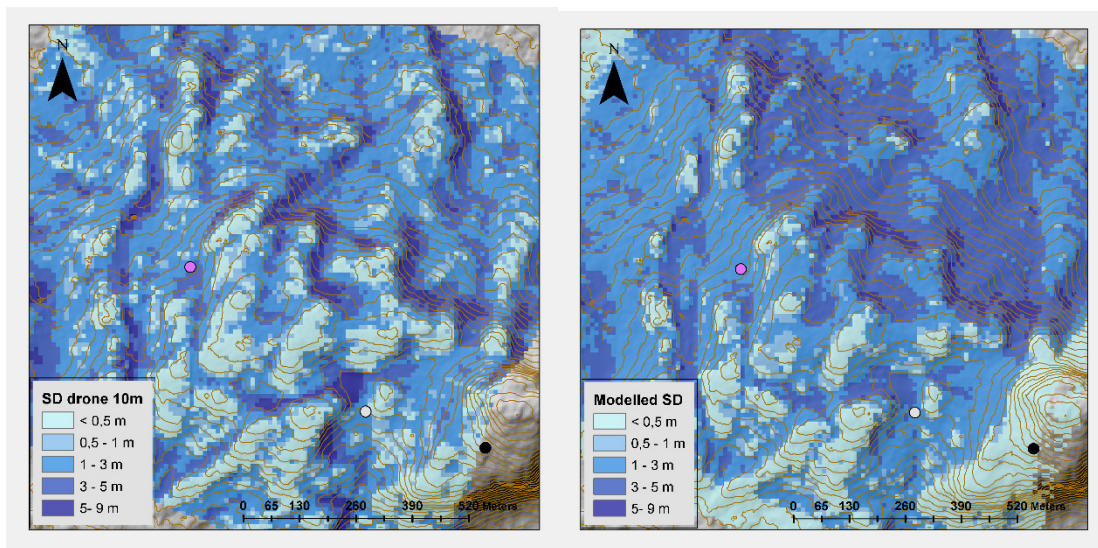 N
SD drone 10m
< 0,5 m
0,5 - 1 m
1 - 3 m
3 - 5 m
5- 9 m
0 65 130 260 390 520 Meters
N
Modelled SD
< 0,5 m
0,5 - 1 m
1 - 3 m
3 - 5 m
5- 9 m
0 65 130 260 390 520 Meters